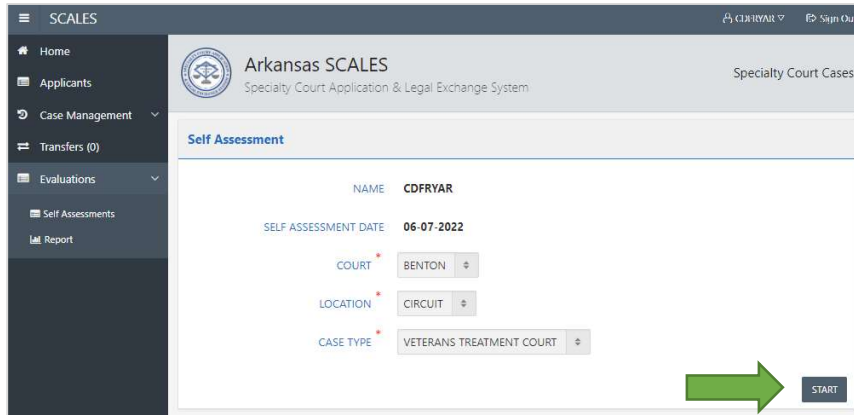 SCALES
CDFRYAR
Sign Ou
Home
Applicants
Case Management
Transfers (0)
Evaluations
Self Assessments
Report
Arkansas SCALES
Specialty Court Application & Legal Exchange System
Specialty Court Cases
Self Assessment
NAME CDFRYAR
SELF ASSESSMENT DATE 06-07-2022
COURT * BENTON
LOCATION * CIRCUIT
CASE TYPE * VETERANS TREATMENT COURT
START